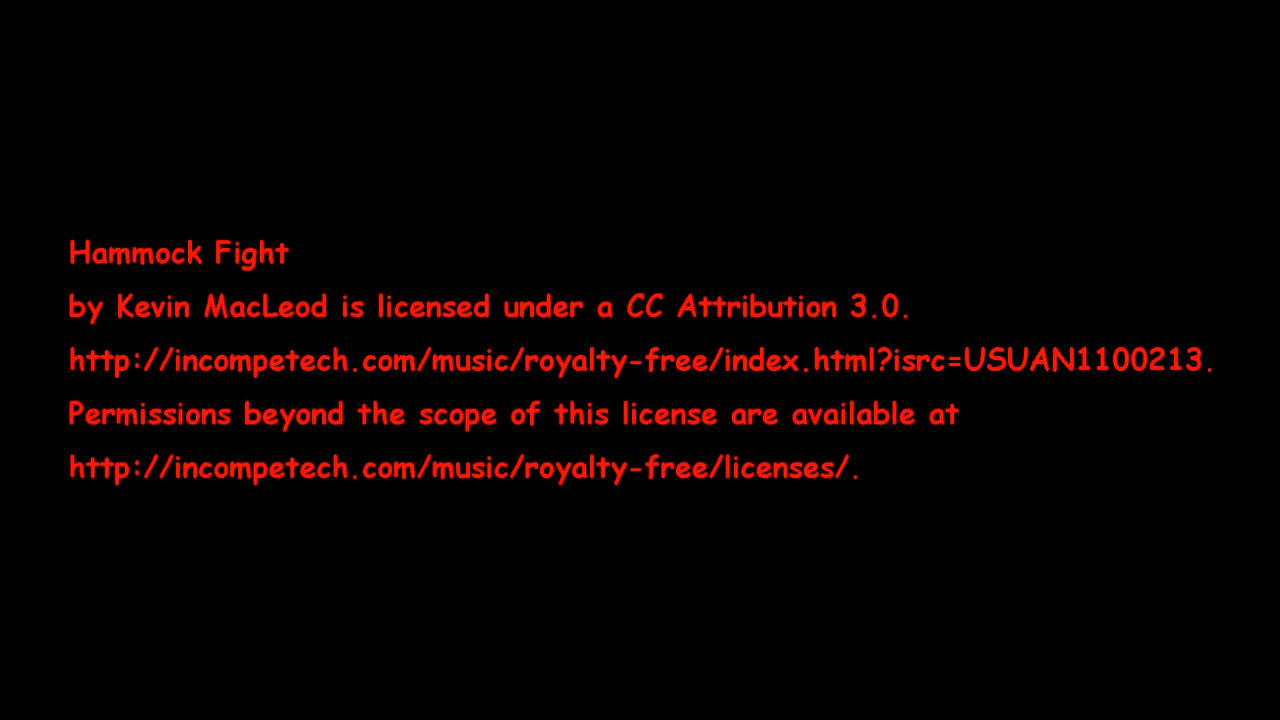 Hammock Fight
by Kevin MacLeod is licensed under a CC Attribution 3.0.
http://incompetech.com/music/royalty-free/index.html?isrc=USUAN1100213.
Permissions beyond the scope of this license are available at
http://incompetech.com/music/royalty-free/licenses/.